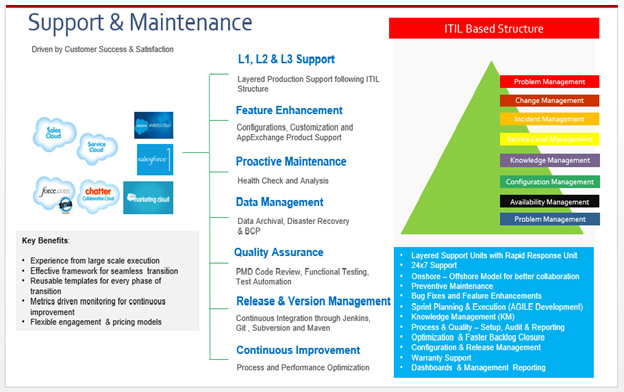 Support & Maintenance
Driven by Customer Success & Satisfaction
Sales
Cloud
Service
Cloud
salesforce1
force.com
chatter
Collaboration Cloud
marketing cloud
Key Benefits:
• Experience from large scale execution
• Effective framework for seamless transition
• Reusable templates for every phase of
transition
• Metrics driven monitoring for continuous
improvement
• Flexible engagement & pricing models
L1, L2 & L3 Support
Layered Production Support following ITIL
Structure
Feature Enhancement
Configurations, Customization and
AppExchange Product Support
Proactive Maintenance
Health Check and Analysis
Data Management
Data Archival, Disaster Recovery
& BCP
Quality Assurance
PMD Code Review, Functional Testing,
Test Automation
Release & Version Management
Continuous Integration through Jenkins,
Git , Subversion and Maven
Continuous Improvement
Process and Performance Optimization
ITIL Based Structure
Problem Management
Change Management
Incident Management
Service Level Management
Knowledge Management
Configuration Management
Availability Management
Problem Management
• Layered Support Units with Rapid Response Unit
• 24x7 Support
• Onshore – Offshore Model for better collaboration
• Preventive Maintenance
• Bug Fixes and Feature Enhancements
• Sprint Planning & Execution (AGILE Development)
• Knowledge Management (KM)
• Process & Quality – Setup, Audit & Reporting
• Optimization & Faster Backlog Closure
• Configuration & Release Management
• Warranty Support
• Dashboards & Management Reporting